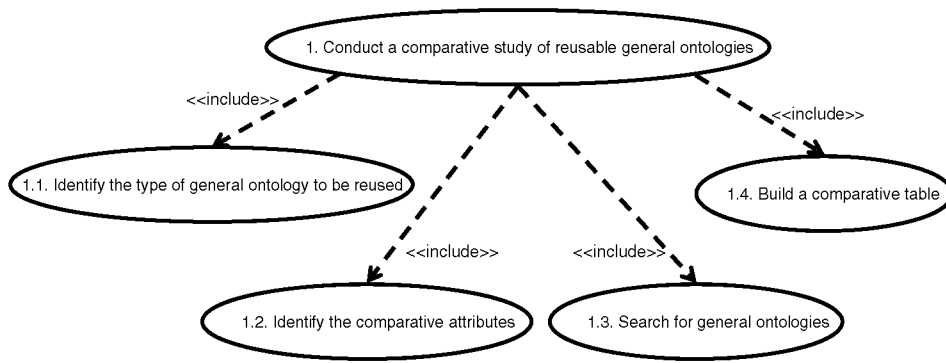 1. Conduct a comparative study of reusable general ontologies
<<include>>
<<include>>
1.1. Identify the type of general ontology to be reused
1.4. Build a comparative table
<<include>>
<<include>>
1.2. Identify the comparative attributes
1.3. Search for general ontologies